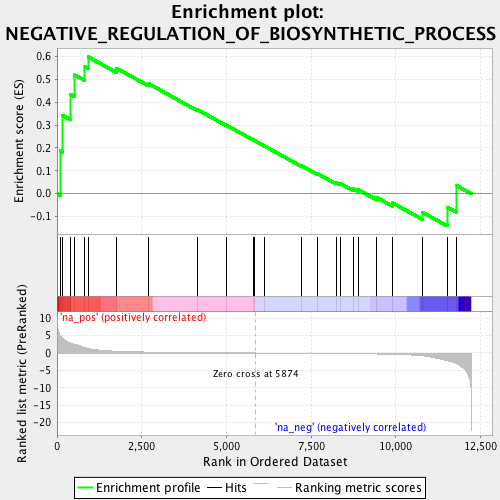 Enrichment plot:
NEGATIVE_REGULATION_OF_BIOSYNTHETIC_PROCESS
Enrichment score (ES)
0.6
0.5
0.4
0.3
0.2
0.1
0.0
-0.1
'na_pos' (positively correlated)
Ranked list metric (PreRanked)
10
5
0
-5
-10
-15
-20
Zero cross at 5874
'na_neg' (negatively correlated)
0 2,500 5,000 7,500 10,000 12,500
Rank in Ordered Dataset
Enrichment profile Hits Ranking metric scores